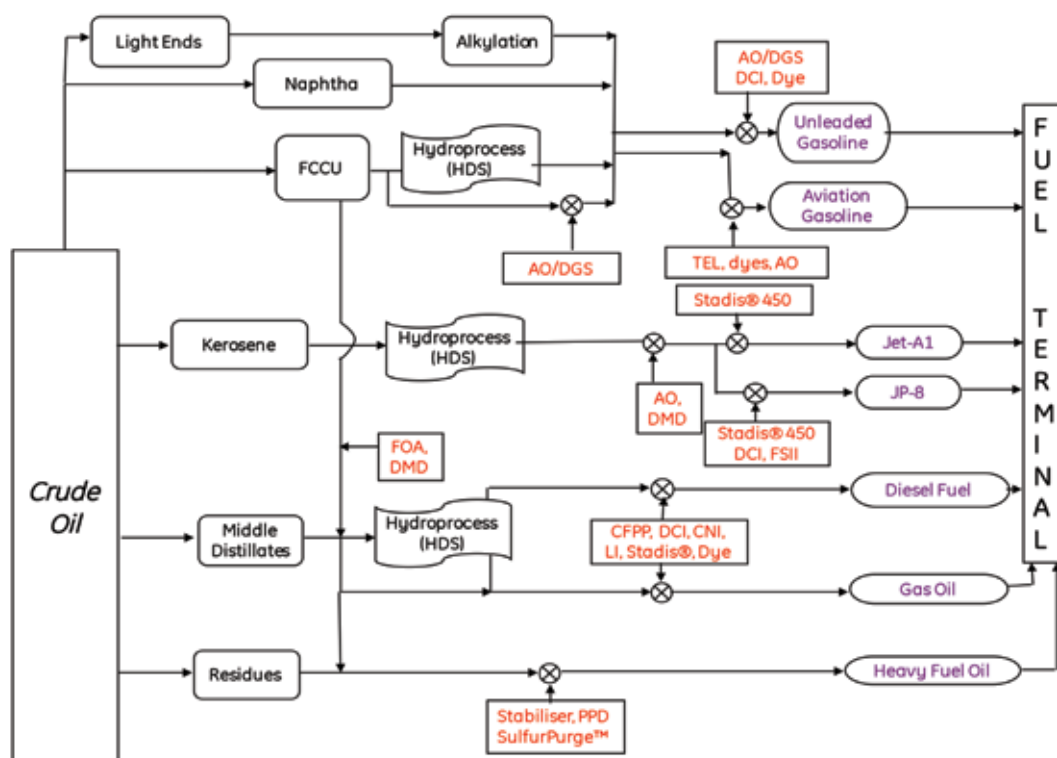 Light Ends
Alkylation
AO/DGS
DCI, Dye
Naphtha
Unleaded
Gasoline
FCCU
Hydroprocess
(HDS)
Aviation
Gasoline
AO/DGS
TEL, dyes, AO
Stadis® 450
Kerosene
Hydroprocess
(HDS)
Jet-A1
AO,
DMD
JP-8
Stadis® 450
DCI, FSII
FOA,
DMD
Crude
Oil
Middle
Distillates
Hydroprocess
(HDS)
Diesel Fuel
CFPP, DCI, CNI,
LI, Stadis®, Dye
Gas Oil
Residues
Heavy Fuel Oil
Stabiliser, PPD
SulfurPurge™
FUEL TERMINAL